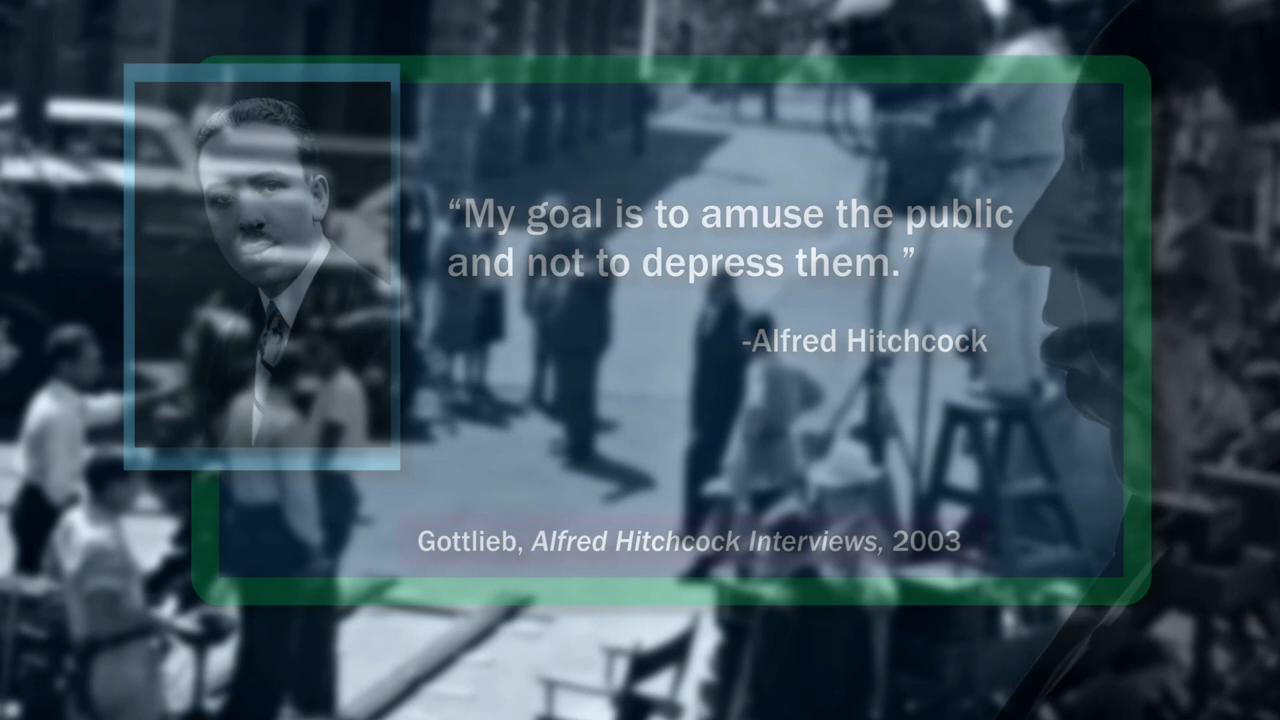 “My goal is to amuse the public
and not to depress them.”
-Alfred Hitchcock
Gottlieb, Alfred Hitchcock Interviews, 2003